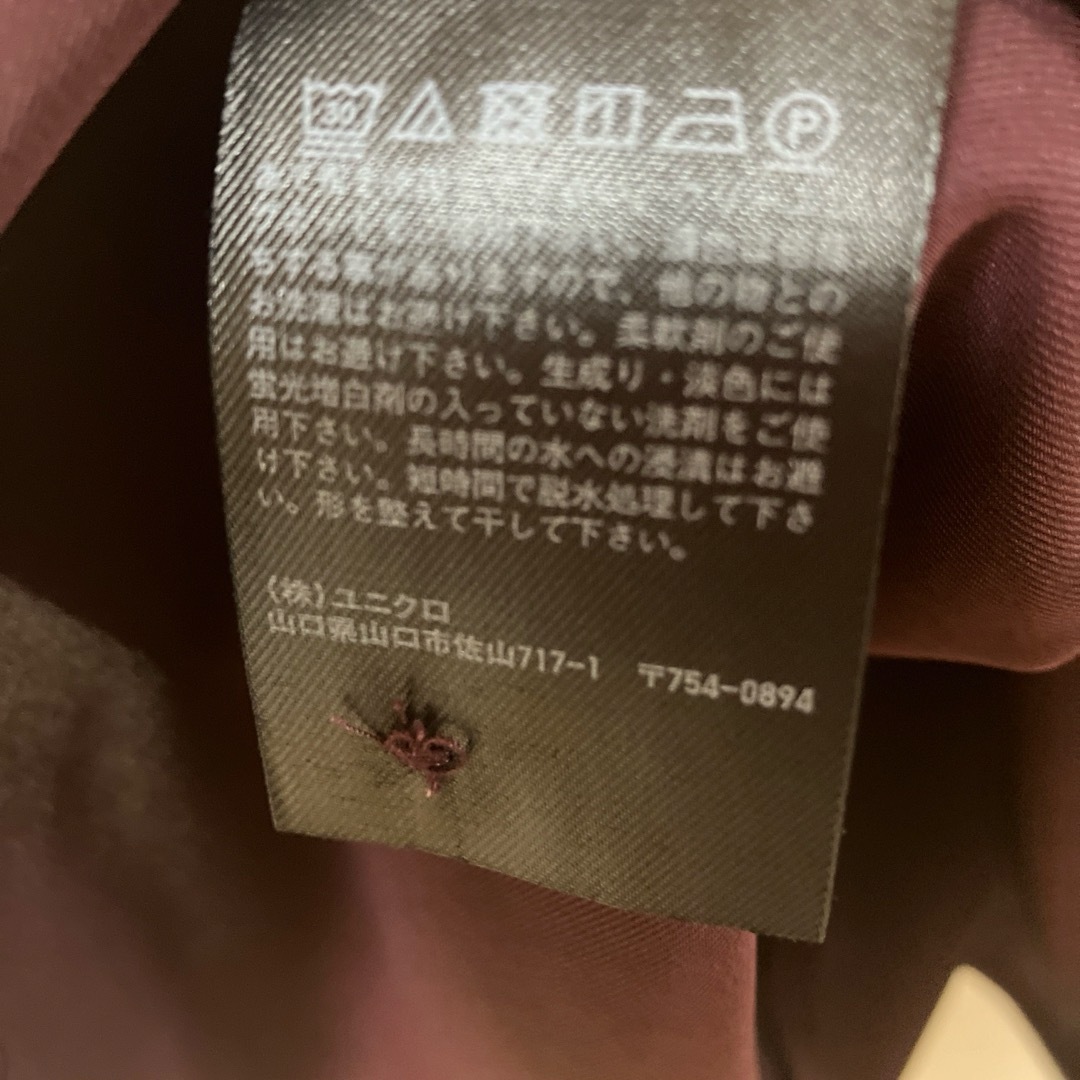 30
P
ちする事がありますので、他の物との
お洗濯はお避け下さい。柔軟剤のご使
用はお避け下さい。生成り・淡色には
蛍光増白剤の入っていない洗剤をご使
用下さい。長時間の水への浸漬はお避
け下さい。短時間で脱水処理して下さ
い。形を整えて干して下さい。
(株)ユニクロ
山口県山口市佐山717-1 〒754-0894